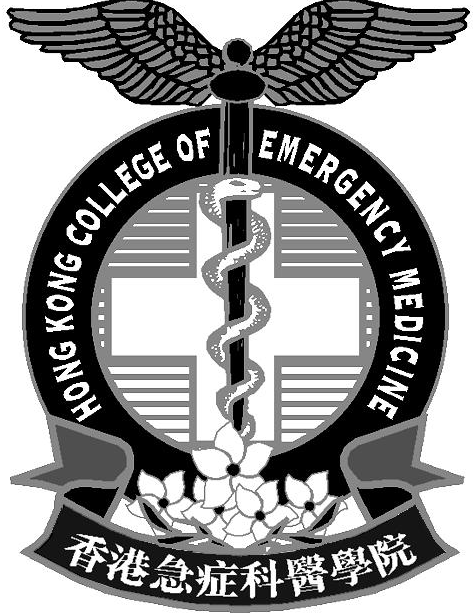 HONG KONG COLLEGE OF EMERGENCY MEDICINE
香港急症科醫學院